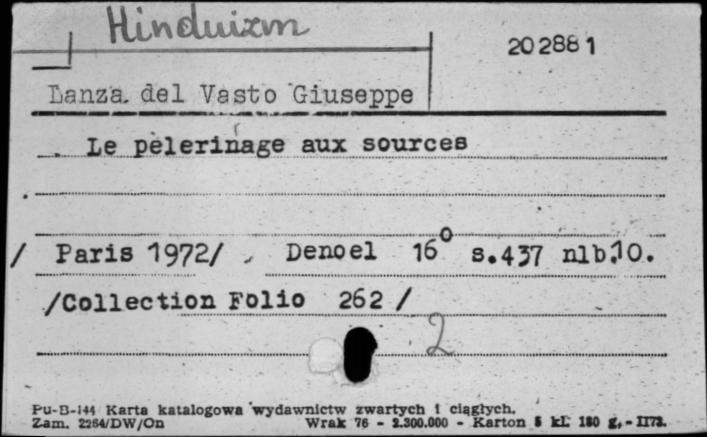 Hinduizm
202881
Lanza del Vasto Giuseppe
Le pèlerinage aux sources
/ Paris 1972/ , Denoel 16° s.437 nlb.10.
/Collection Folio 262 /
2
Pu-B-144 Karta katalogowa wydawnictw zwartych i ciągłych.
Zam. 2264/DW/On Wrak 76 - 2.300.000 - Karton kl. 180 g,-